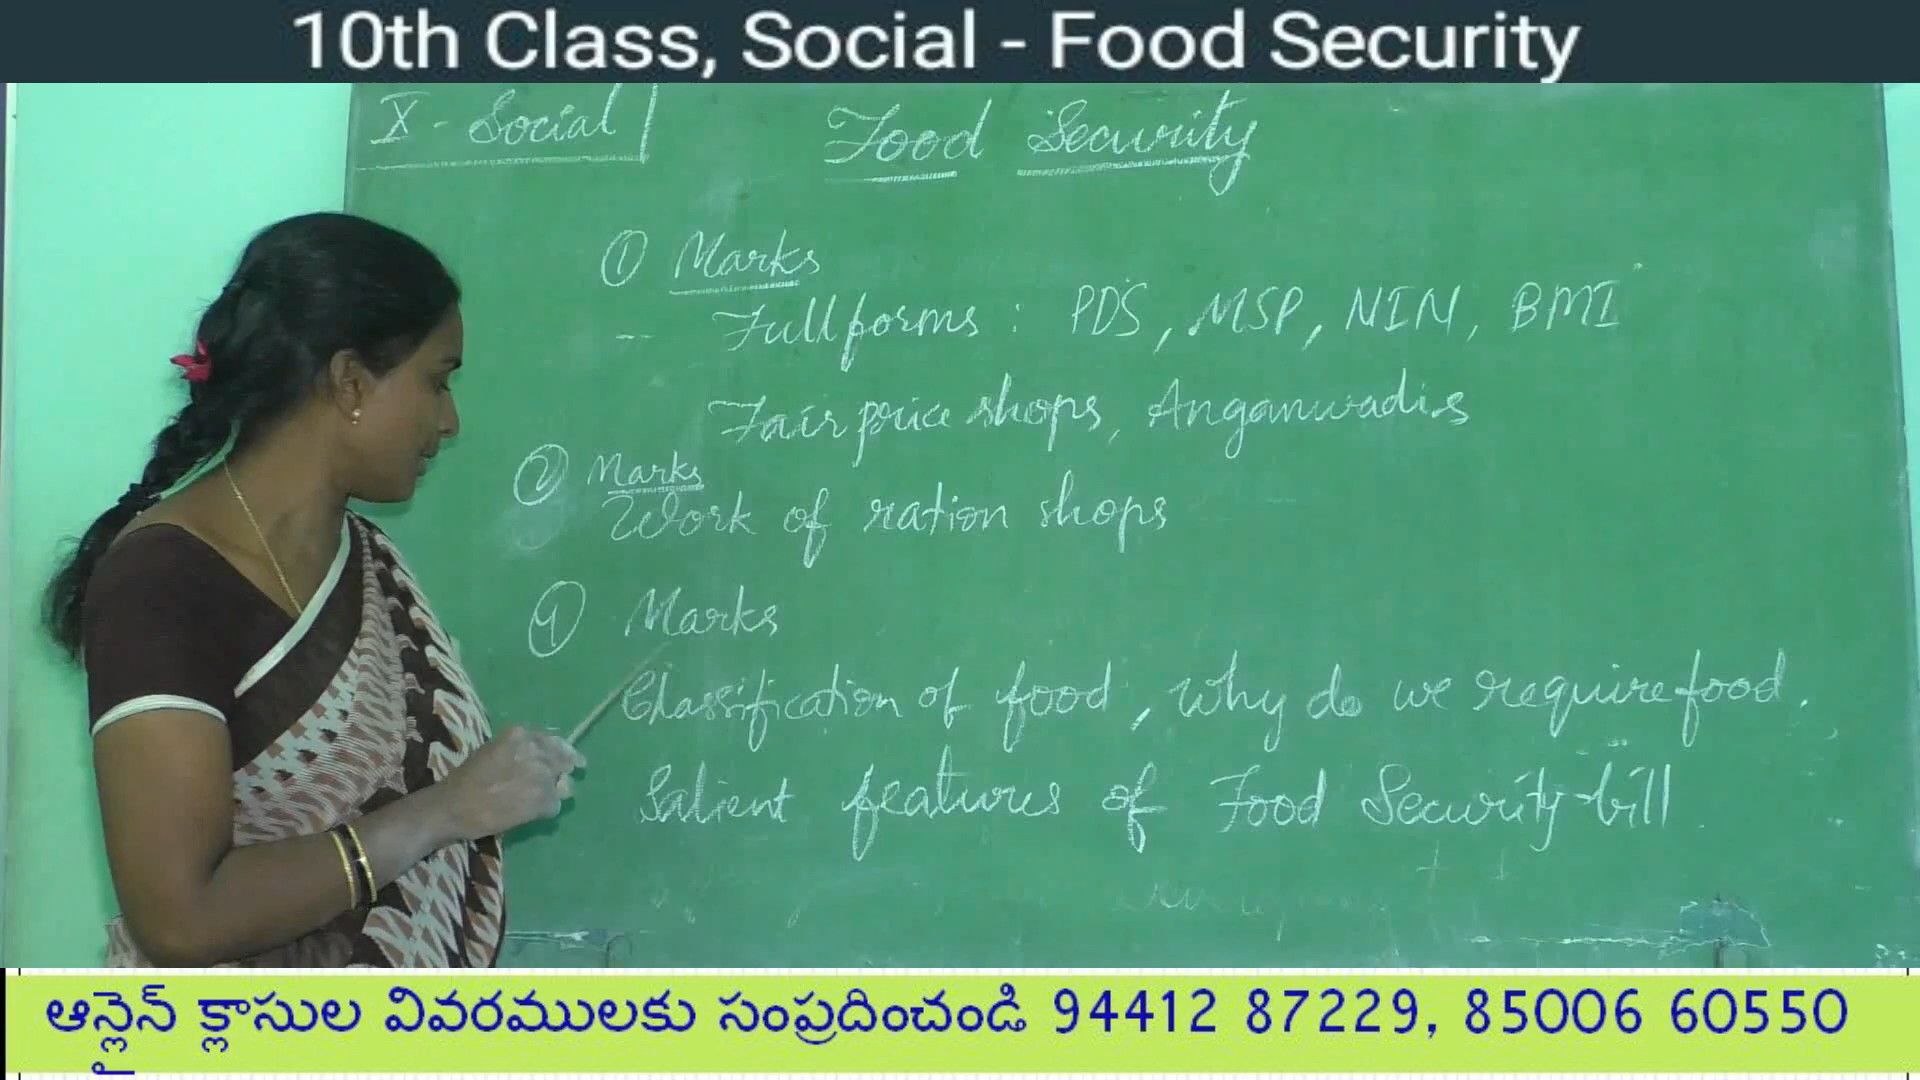 10th Class, Social - Food Security
X - Social
Food Security
① Marks
-- Fullforms : PDS, MSP, NIN, BMI
Fair price shops, Anganwadis
② Marks
Work of ration shops
④ Marks
Classification of food, why do we require food.
Salient features of Food Security bill
ఆన్లైన్ క్లాసుల వివరములకు సంప్రదించండి 94412 87229, 85006 60550